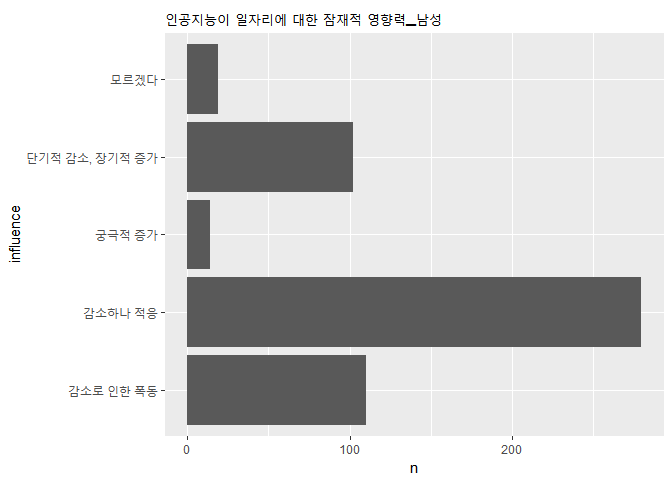 인공지능이 일자리에 대한 잠재적 영향력_남성
모르겠다
단기적 감소, 장기적 증가
궁극적 증가
감소하나 적응
감소로 인한 폭동
influence
0
100
200
n